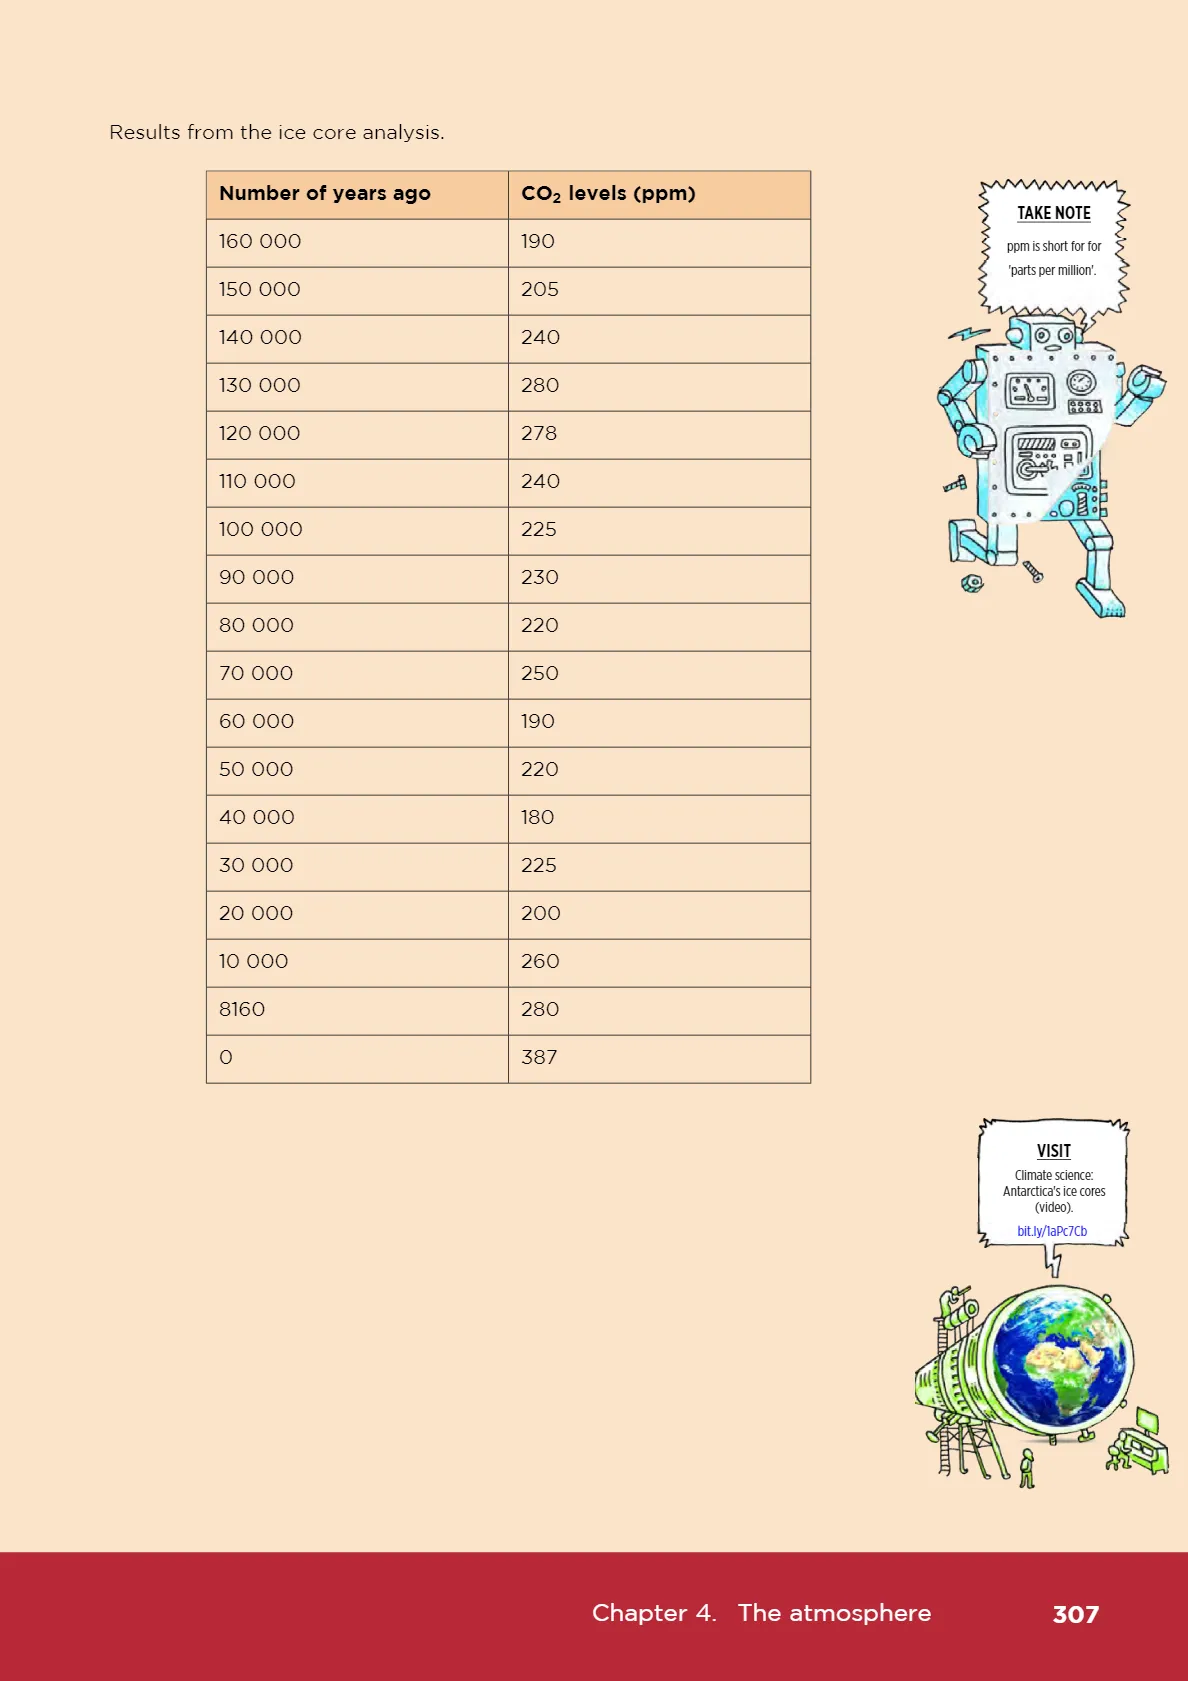 Results from the ice core analysis.
Number of years ago CO₂ levels (ppm)
160 000 190
150 000 205
140 000 240
130 000 280
120 000 278
110 000 240
100 000 225
90 000 230
80 000 220
70 000 250
60 000 190
50 000 220
40 000 180
30 000 225
20 000 200
10 000 260
8160 280
0 387
TAKE NOTE
ppm is short for for
'parts per million'.
VISIT
Climate science:
Antarctica's ice cores
(video).
bit.ly/1aPc7Cb
Chapter 4. The atmosphere 307